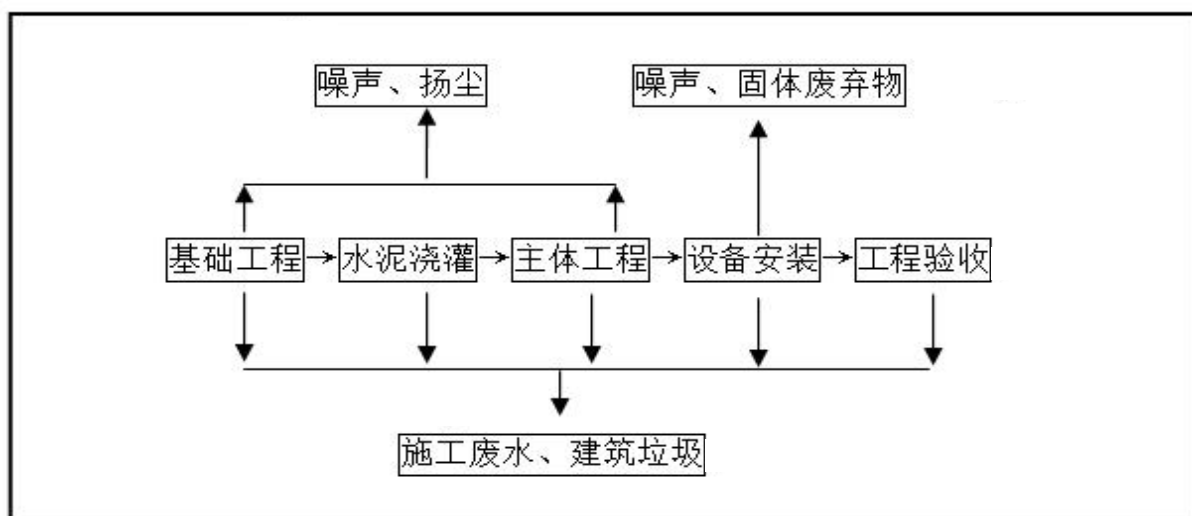 噪声、扬尘
噪声、固体废弃物
基础工程
水泥浇灌
主体工程
设备安装
工程验收
施工废水、建筑垃圾